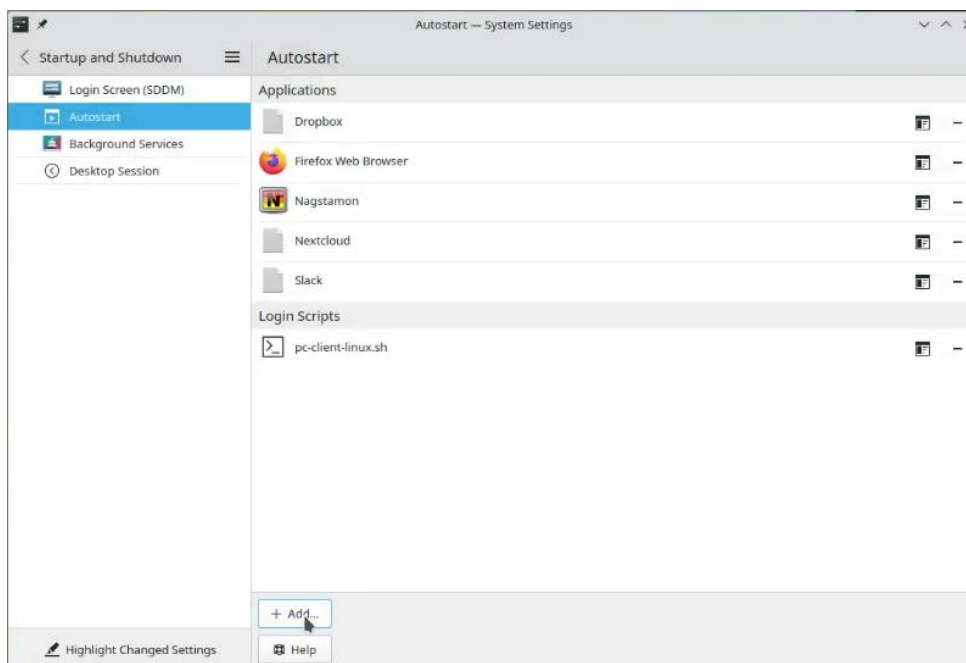 Autostart — System Settings
Startup and Shutdown
Autostart
Login Screen (SDDM)
Autostart
Background Services
Desktop Session
Highlight Changed Settings
Applications
Dropbox
Firefox Web Browser
Nagstamon
Nextcloud
Slack
Login Scripts
pc-client-linux.sh
+ Add...
Help